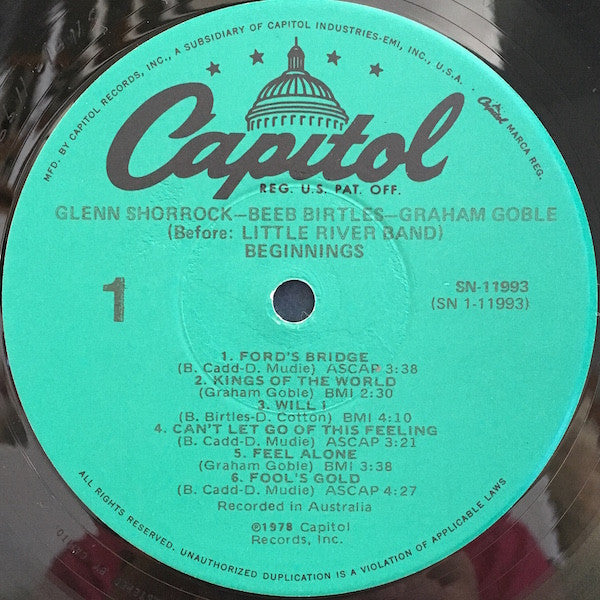 MFD. BY CAPITOL RECORDS, INC., A SUBSIDIARY OF CAPITOL INDUSTRIES-EMI, INC., U.S.A. • Capitol MARCA REG.
Capitol
REG. U.S. PAT. OFF.
GLENN SHORROCK—BEEB BIRTLES—GRAHAM GOBLE
(Before: LITTLE RIVER BAND)
BEGINNINGS
1
SN-11993
(SN 1-11993)
1. FORD'S BRIDGE
(B. Cadd-D. Mudie) ASCAP 3:38
2. KINGS OF THE WORLD
(Graham Goble) BMI 2:30
3. WILL I
(B. Birtles-D. Cotton) BMI 4:10
4. CAN'T LET GO OF THIS FEELING
(B. Cadd-D. Mudie) ASCAP 3:21
5. FEEL ALONE
(Graham Goble) BMI 3:38
6. FOOL'S GOLD
(B. Cadd-D. Mudie) ASCAP 4:27
Recorded in Australia
©1978 Capitol
Records, Inc.
ALL RIGHTS RESERVED. UNAUTHORIZED DUPLICATION IS A VIOLATION OF APPLICABLE LAWS